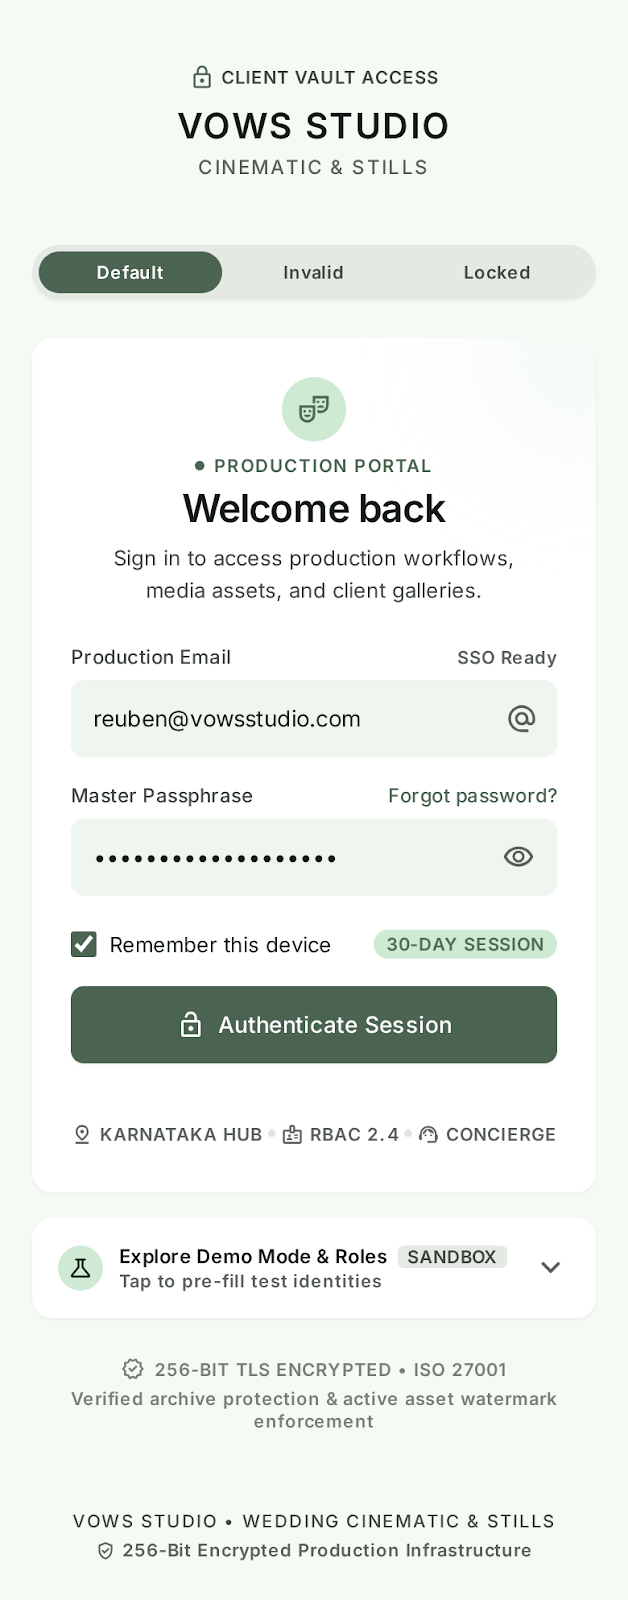 CLIENT VAULT ACCESS
VOWS STUDIO
CINEMATIC & STILLS
Default Invalid Locked
PRODUCTION PORTAL
Welcome back
Sign in to access production workflows,
media assets, and client galleries.
Production Email SSO Ready
reuben@vowsstudio.com
Master Passphrase Forgot password?
•••••••••••••••••••
Remember this device 30-DAY SESSION
Authenticate Session
KARNATAKA HUB • RBAC 2.4 • CONCIERGE
Explore Demo Mode & Roles SANDBOX
Tap to pre-fill test identities
256-BIT TLS ENCRYPTED • ISO 27001
Verified archive protection & active asset watermark
enforcement
VOWS STUDIO • WEDDING CINEMATIC & STILLS
256-Bit Encrypted Production Infrastructure